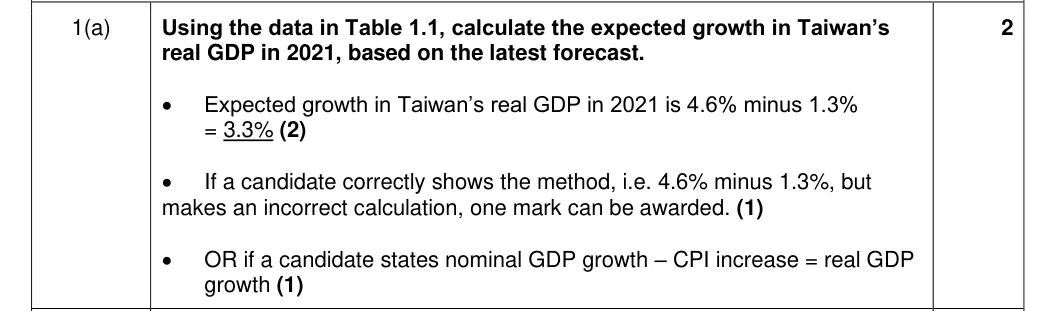 1(a)
Using the data in Table 1.1, calculate the expected growth in Taiwan’s
real GDP in 2021, based on the latest forecast.
2
• Expected growth in Taiwan’s real GDP in 2021 is 4.6% minus 1.3%
= 3.3% (2)
• If a candidate correctly shows the method, i.e. 4.6% minus 1.3%, but
makes an incorrect calculation, one mark can be awarded. (1)
• OR if a candidate states nominal GDP growth – CPI increase = real GDP
growth (1)